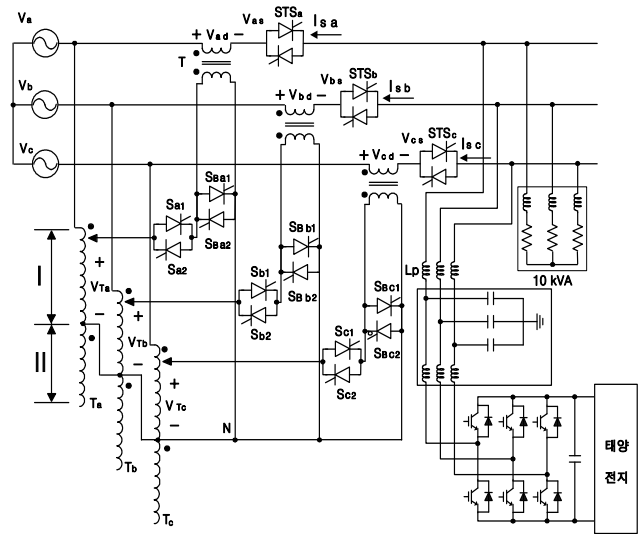 Va
STSa
Vas
Isa
+ Vad −
T
Vb
STSb
Vbs
Isb
+ Vbd −
Vc
STSc
Vcs
Isc
+ Vcd −
Sa1
SBa1
Sa2
SBa2
Sb1
SBb1
Sb2
SBb2
Sc1
SBc1
Sc2
SBc2
Lp
10 kVA
I
+
VTa
−
II
+
VTb
−
+
VTc
−
Ta
Tb
Tc
N
태양
전지